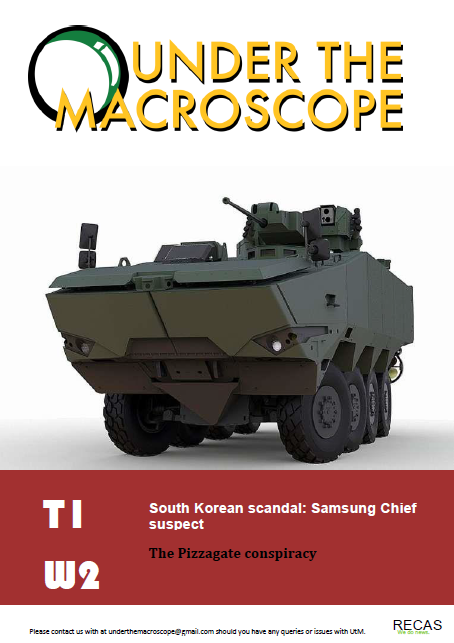 UNDER THE
MACROSCOPE
T1
South Korean scandal: Samsung Chief
suspect
The Pizzagate conspiracy
W2
RECAS
We do news.
Please contact us with at underthemacroscope@gmail.com should you have any queries or issues with UtM.